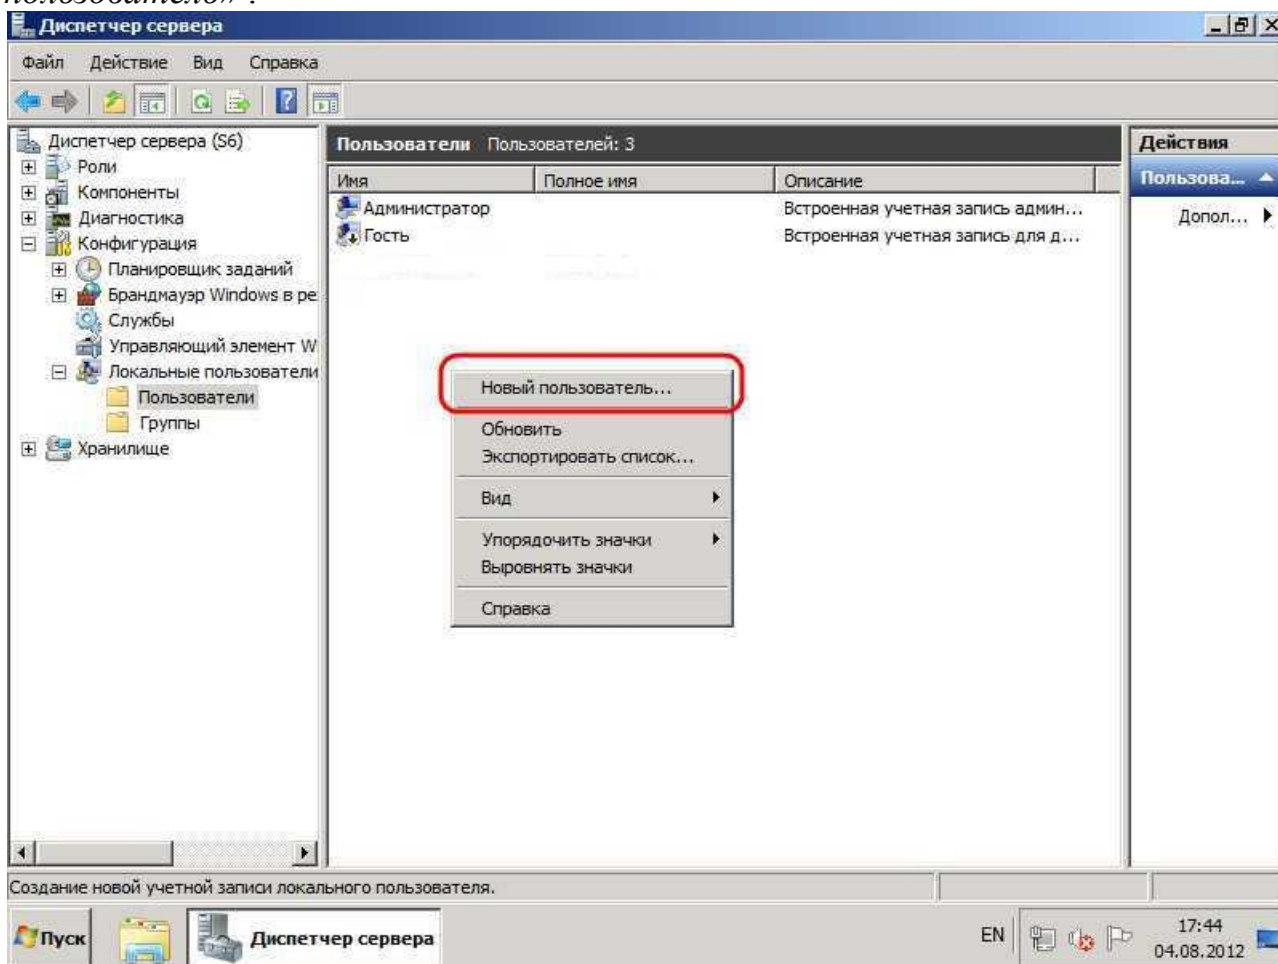 пользователь» .
Диспетчер сервера
Файл Действие Вид Справка
Диспетчер сервера (S6)
Роли
Компоненты
Диагностика
Конфигурация
Планировщик заданий
Брандмауэр Windows в ре
Службы
Управляющий элемент W
Локальные пользователи
Пользователи
Группы
Хранилище
Пользователи Пользователей: 3
Имя Полное имя Описание
Администратор Встроенная учетная запись админ...
Гость Встроенная учетная запись для д...
Новый пользователь...
Обновить
Экспортировать список...
Вид
Упорядочить значки
Выровнять значки
Справка
Действия
Пользова...
Допол...
Создание новой учетной записи локального пользователя.
Пуск Диспетчер сервера EN 17:44
04.08.2012